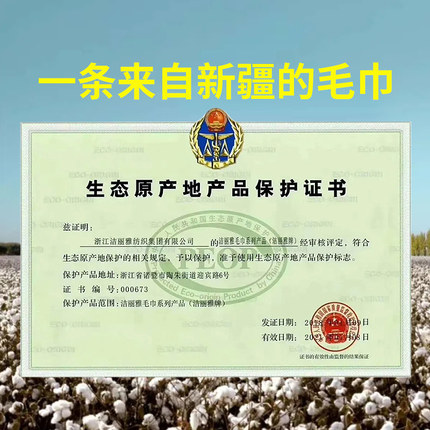 一条来自新疆的毛巾
生态原产地产品保护证书
兹证明:
浙江洁丽雅纺织集团有限公司 的洁丽雅毛巾系列产品(洁丽雅牌)经审核评定,符合
生态原产地保护的相关规定,予以保护,准予使用生态原产地产品保护标志。
保护产品地址:浙江省诸暨市陶朱街道迎宾路6号
证 书 编 号:000673
保护产品范围:洁丽雅毛巾系列产品(洁丽雅牌)
PEOP
发证日期:
有效日期:
证书的有效性由监督的结果保证